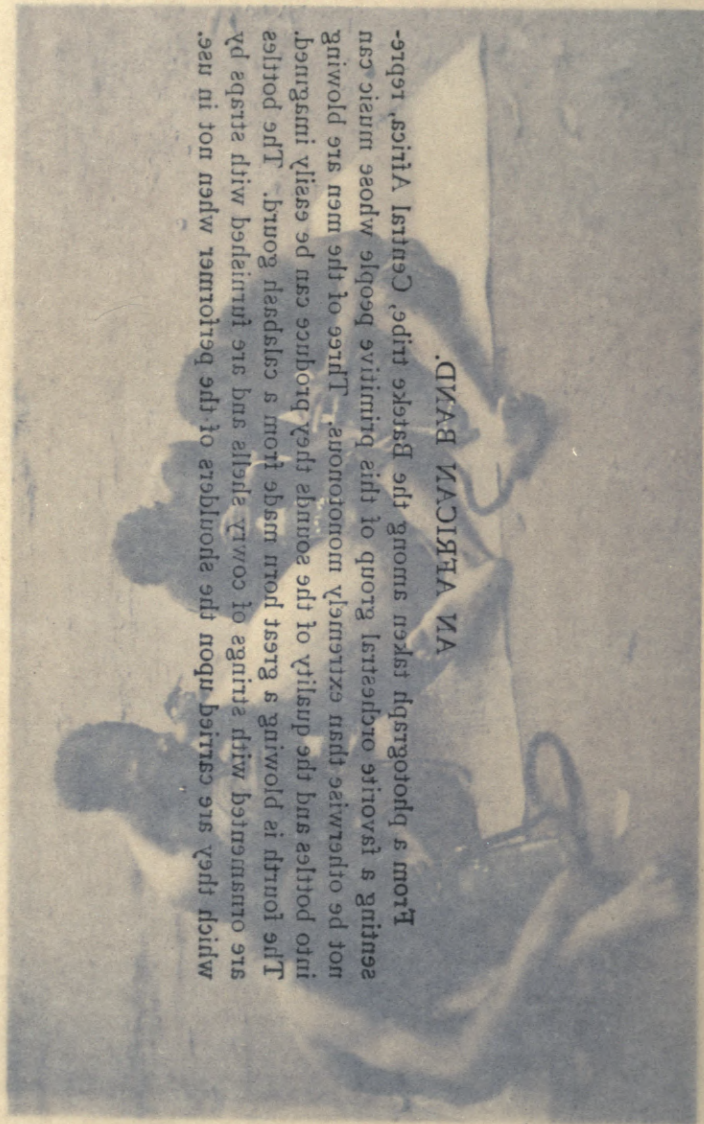 AN AFRICAN BAND.
From a photograph taken among the Bateke tribe, Central Africa, repre-
senting a favorite orchestral group of this primitive people whose music can
not be otherwise than extremely monotonous. Three of the men are blowing
into bottles and the quality of the sounds they produce can be easily imagined.
The fourth is blowing a great horn made from a calabash gourd. The bottles
are ornamented with strings of cowry shells and are furnished with straps by
which they are carried upon the shoulders of the performer when not in use.